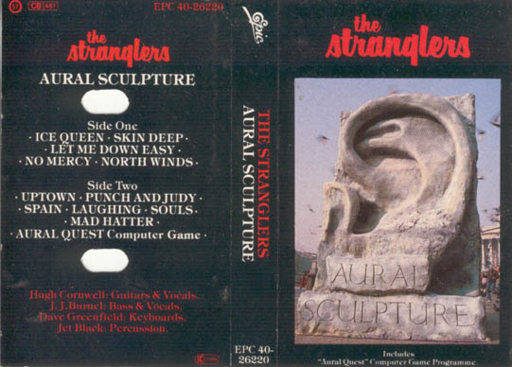 17 CB 491 EPC 40-26220
the
stranglers
AURAL SCULPTURE
Side One
· ICE QUEEN · SKIN DEEP ·
· LET ME DOWN EASY ·
· NO MERCY · NORTH WINDS ·
Side Two
· UPTOWN · PUNCH AND JUDY ·
SPAIN · LAUGHING · SOULS ·
MAD HATTER ·
· AURAL QUEST Computer Game ·
Hugh Cornwell: Guitars & Vocals.
J. J. Burnel: Bass & Vocals.
Dave Greenfield: Keyboards.
Jet Black: Percussion.
Epic
THE STRANGLERS
AURAL SCULPTURE
EPC 40-
26220
the
stranglers
AURAL
SCULPTURE
Includes
"Aural Quest" Computer Game Programme.